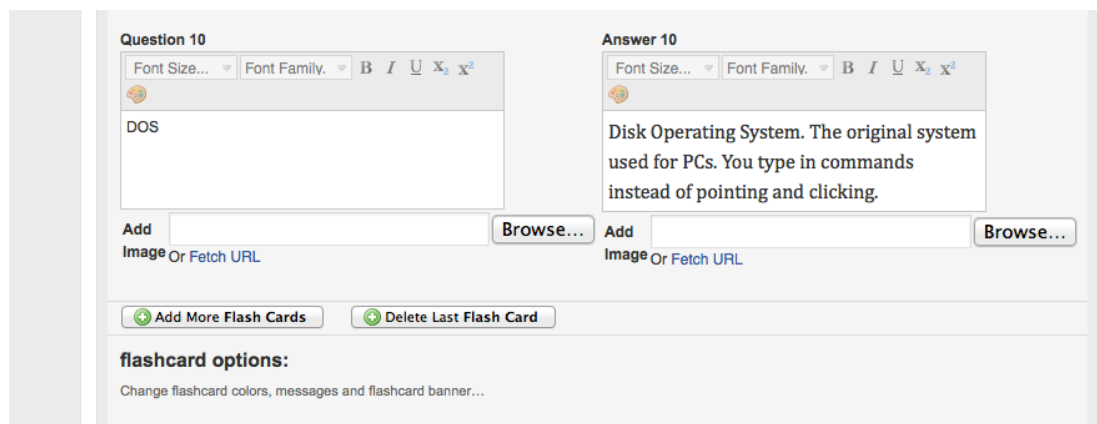 Question 10
Answer 10
Font Size... Font Family. B I U X2 X2
Font Size... Font Family. B I U X2 X2
DOS
Disk Operating System. The original system
used for PCs. You type in commands
instead of pointing and clicking.
Add
Image
Browse...
Or Fetch URL
Add
Image
Browse...
Or Fetch URL
Add More Flash Cards
Delete Last Flash Card
flashcard options:
Change flashcard colors, messages and flashcard banner...